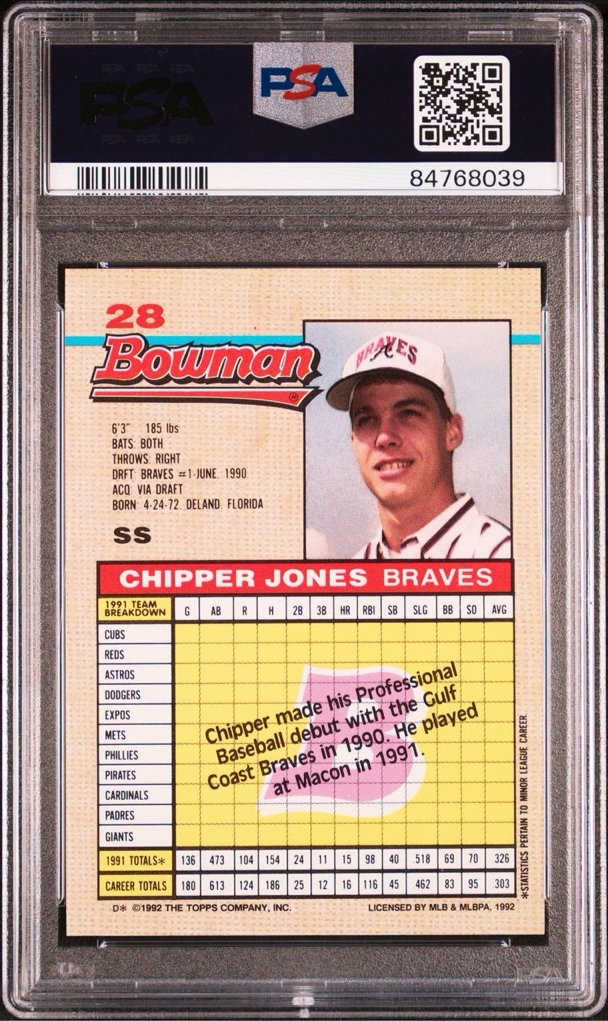 PSA
PSA
84768039
28
Bowman
BRAVES
A
6'3" 185 lbs
BATS: BOTH
THROWS: RIGHT
DRFT: BRAVES #1-JUNE, 1990
ACQ: VIA DRAFT
BORN: 4-24-72, DELAND, FLORIDA
SS
CHIPPER JONES BRAVES
1991 TEAM BREAKDOWN G AB R H 2B 3B HR RBI SB SLG BB SO AVG
CUBS
REDS
ASTROS
DODGERS
EXPOS
METS
PHILLIES
PIRATES
CARDINALS
PADRES
GIANTS
B
Chipper made his Professional
Baseball debut with the Gulf
Coast Braves in 1990. He played
at Macon in 1991.
1991 TOTALS* 136 473 104 154 24 11 15 98 40 .518 69 70 .326
CAREER TOTALS 180 613 124 186 25 12 16 116 45 .462 83 95 .303
*STATISTICS PERTAIN TO MINOR LEAGUE CAREER
D* ©1992 THE TOPPS COMPANY, INC. LICENSED BY MLB & MLBPA, 1992
PSA